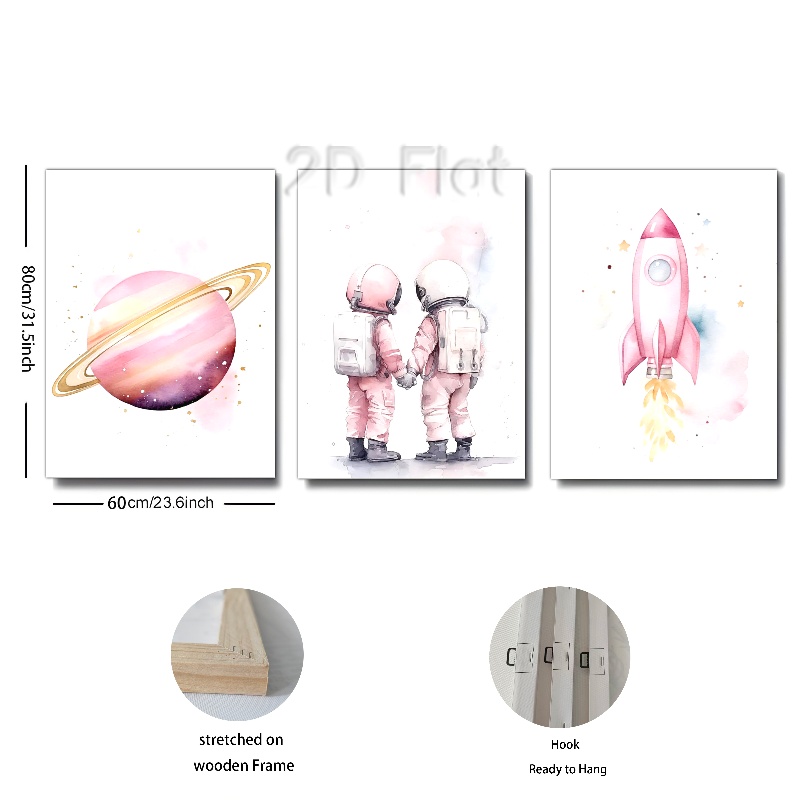 2D Flat
80cm/31.5inch
60cm/23.6inch
stretched on
wooden Frame
Hook
Ready to Hang